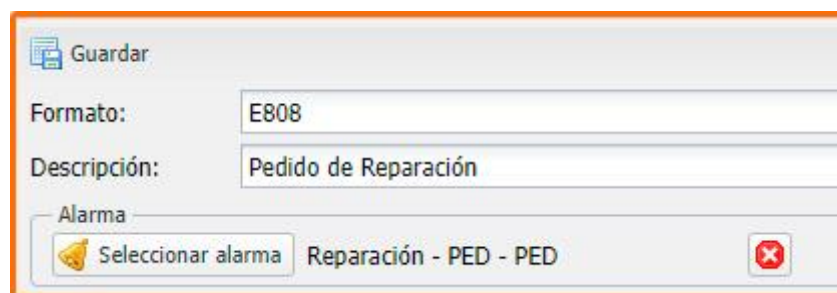 Guardar
Formato: E808
Descripción: Pedido de Reparación
Alarma
Seleccionar alarma Reparación - PED - PED